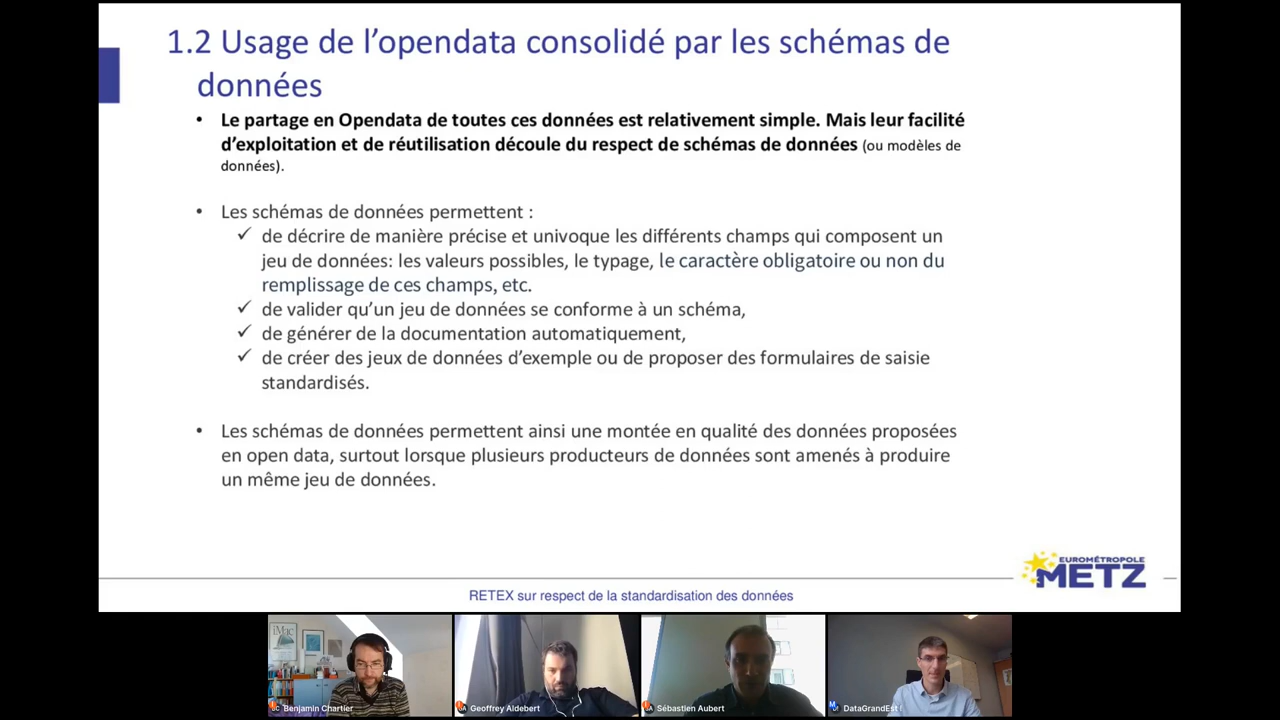 1.2 Usage de l’opendata consolidé par les schémas de
données
• Le partage en Opendata de toutes ces données est relativement simple. Mais leur facilité
d’exploitation et de réutilisation découle du respect de schémas de données (ou modèles de
données).
• Les schémas de données permettent :
✓ de décrire de manière précise et univoque les différents champs qui composent un
jeu de données: les valeurs possibles, le typage, le caractère obligatoire ou non du
remplissage de ces champs, etc.
✓ de valider qu’un jeu de données se conforme à un schéma,
✓ de générer de la documentation automatiquement,
✓ de créer des jeux de données d’exemple ou de proposer des formulaires de saisie
standardisés.
• Les schémas de données permettent ainsi une montée en qualité des données proposées
en open data, surtout lorsque plusieurs producteurs de données sont amenés à produire
un même jeu de données.
EUROMÉTROPOLE
METZ
RETEX sur respect de la standardisation des données
iMac
Benjamin Chartier
Geoffrey Aldebert
Sébastien Aubert
DataGrandEst